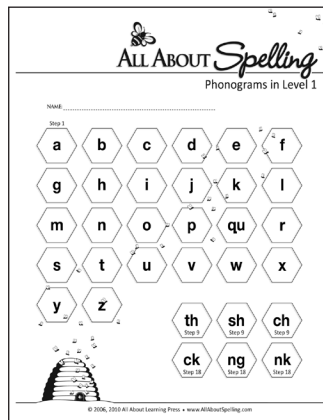 ALL ABOUT Spelling
Phonograms in Level 1
NAME
Step 1
a b c d e f
g h i j k l
m n o p qu r
s t u v w x
y z
th sh ch
Step 9 Step 9 Step 9
ck ng nk
Step 18 Step 18 Step 18
© 2006, 2010 All About Learning Press • www.AllAboutSpelling.com